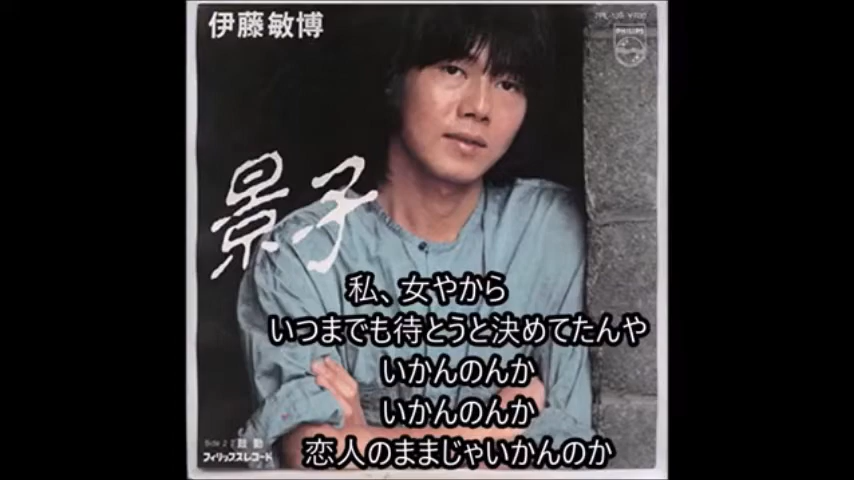 伊藤敏博
PHILIPS
景子
私、女やから
いつまでも待とうと決めてたんや
いかんのんか
いかんのんか
恋人のままじゃいかんのか
鼓動
フィリップスレコード